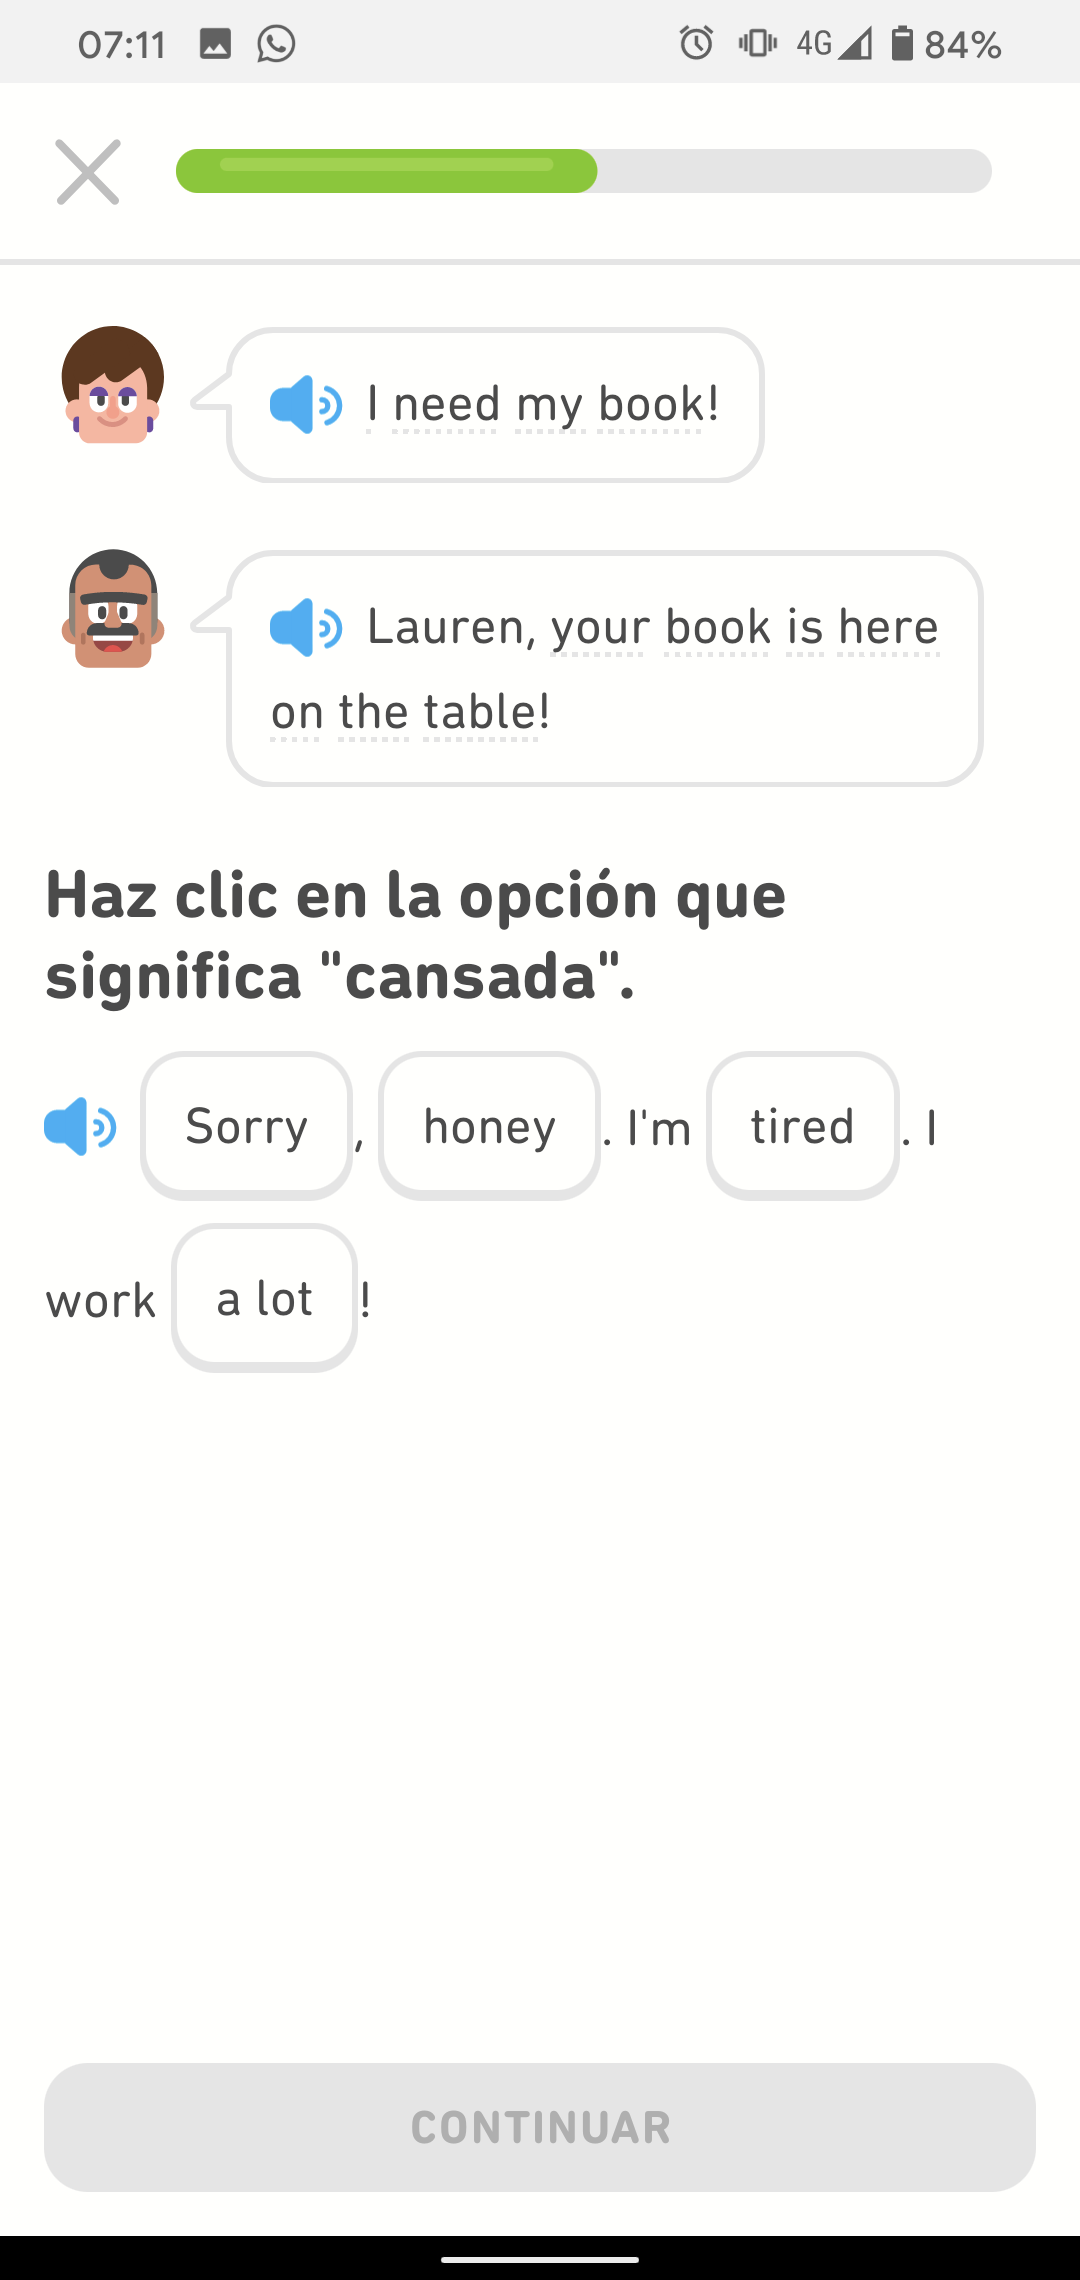 07:11 4G 84%
I need my book!
Lauren, your book is here
on the table!
Haz clic en la opción que
significa "cansada".
Sorry, honey. I'm tired. I
work a lot!
CONTINUAR